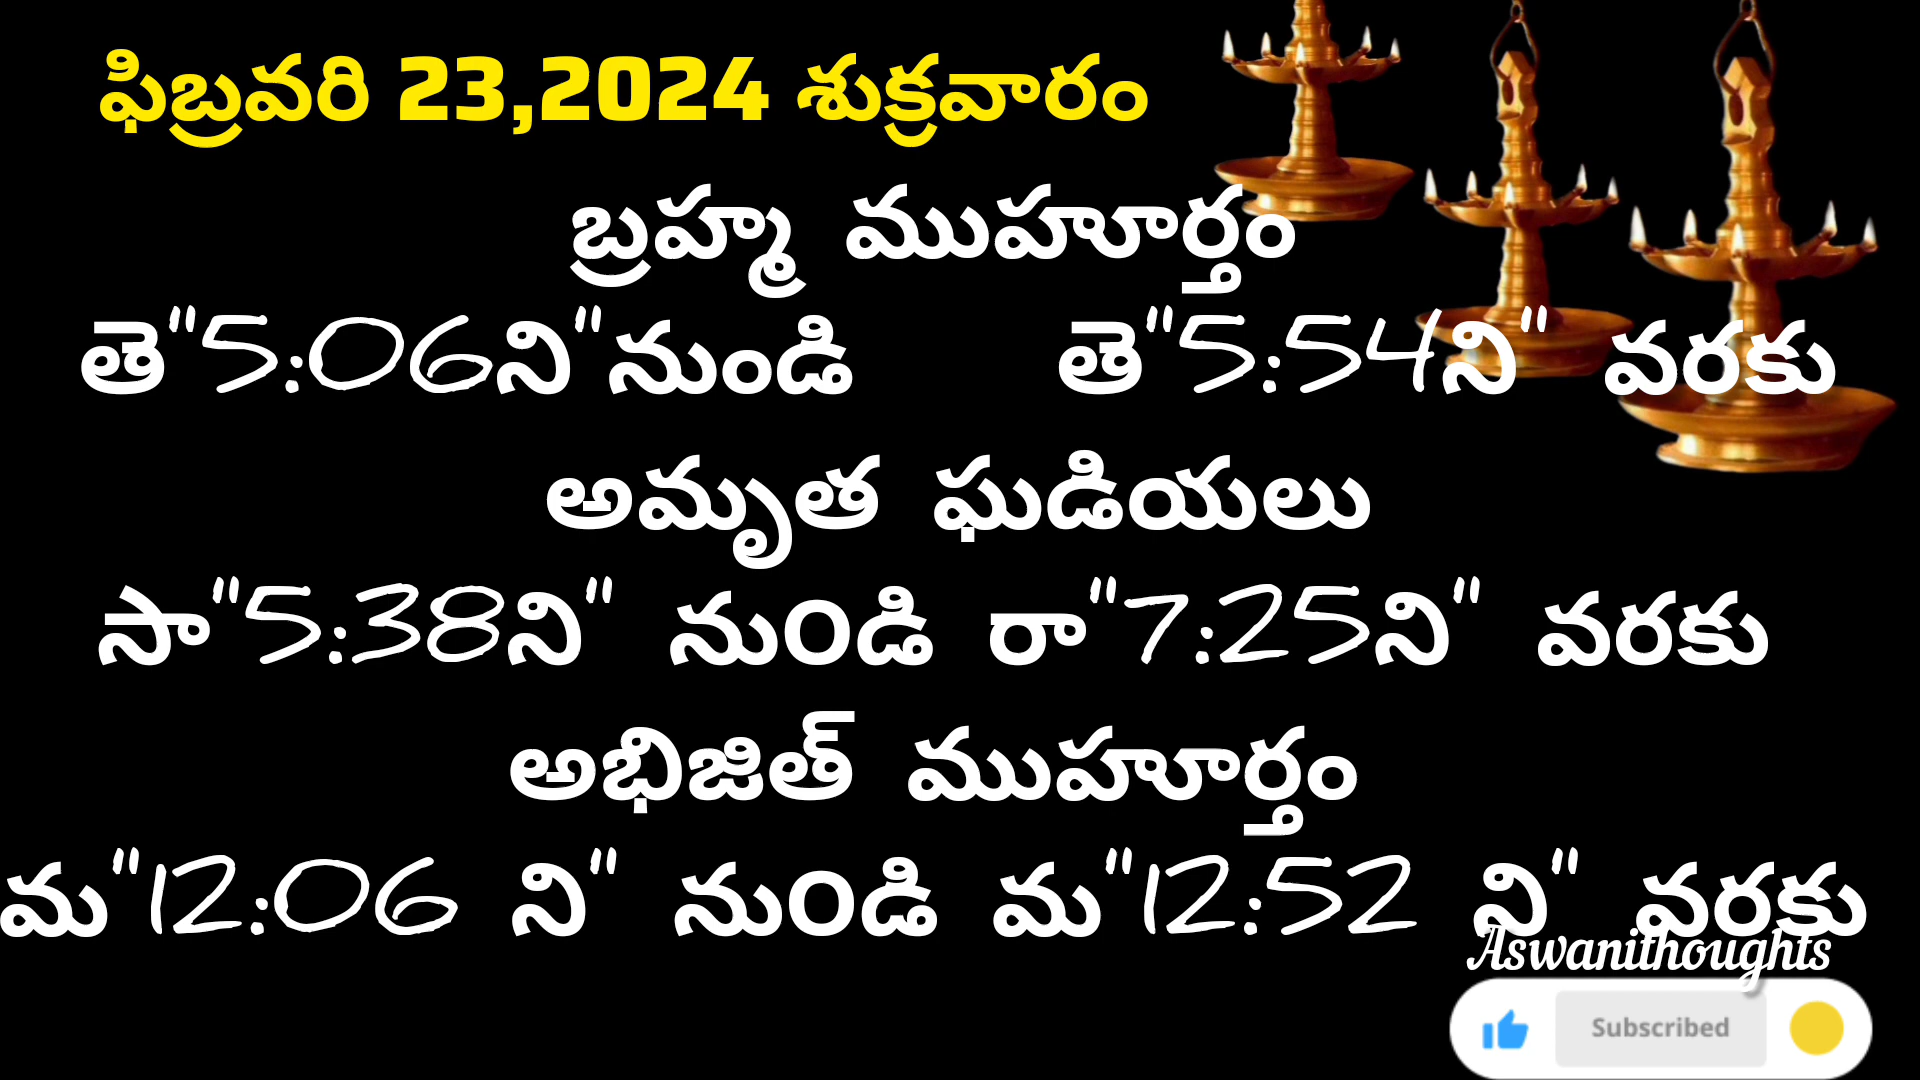 ఫిబ్రవరి 23,2024 శుక్రవారం
బ్రహ్మ ముహూర్తం
తె"5:06ని"నుండి తె"5:54ని" వరకు
అమృత ఘడియలు
సా"5:38ని" నుండి రా"7:25ని" వరకు
అభిజిత్ ముహూర్తం
మ"12:06 ని" నుండి మ"12:52 ని" వరకు
Aswanithoughts
Subscribed